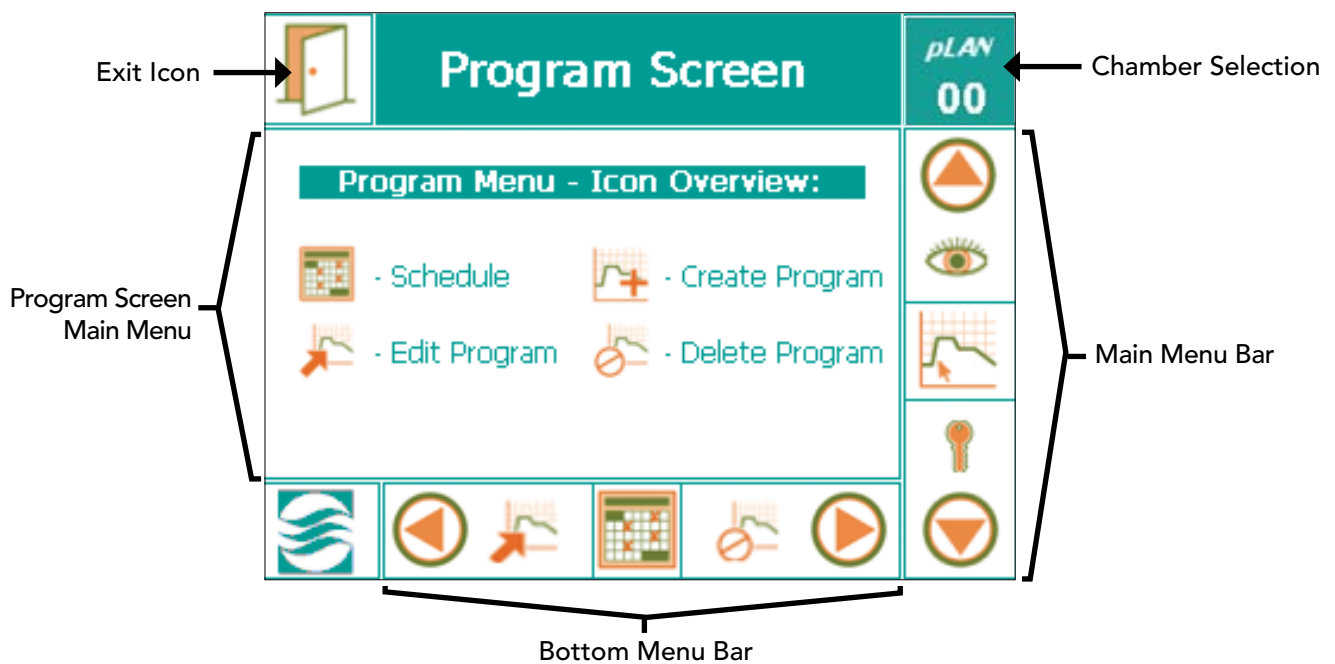 Program Screen
pLAN
00
Exit Icon
Chamber Selection
Program Menu - Icon Overview:
- Schedule
- Create Program
- Edit Program
- Delete Program
Program Screen
Main Menu
Main Menu Bar
Bottom Menu Bar